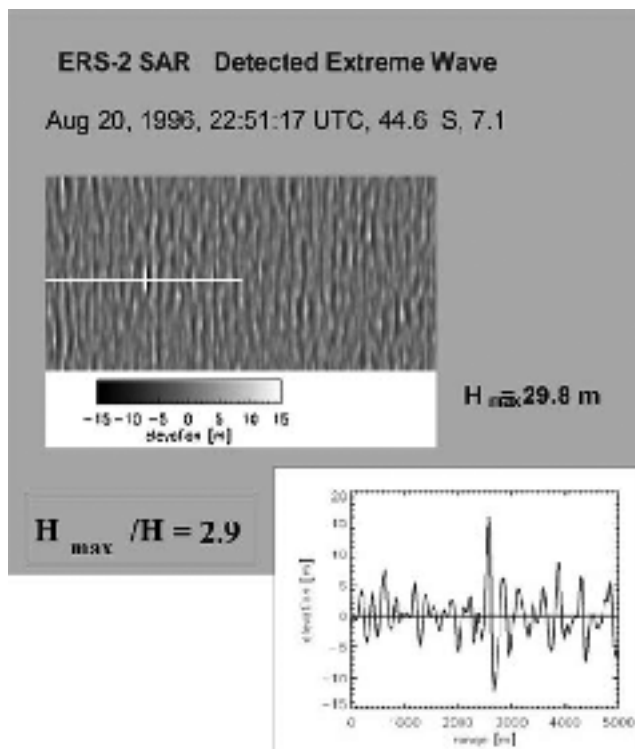 ERS-2 SAR Detected Extreme Wave
Aug 20, 1996, 22:51:17 UTC, 44.6 S, 7.1
-15 -10 -5 0 5 10 15
elevation [m]
H max = 29.8 m
H max /H = 2.9
20
15
10
5
0
-5
-10
-15
elevation [m]
0 1000 2000 3000 4000 5000
range [m]